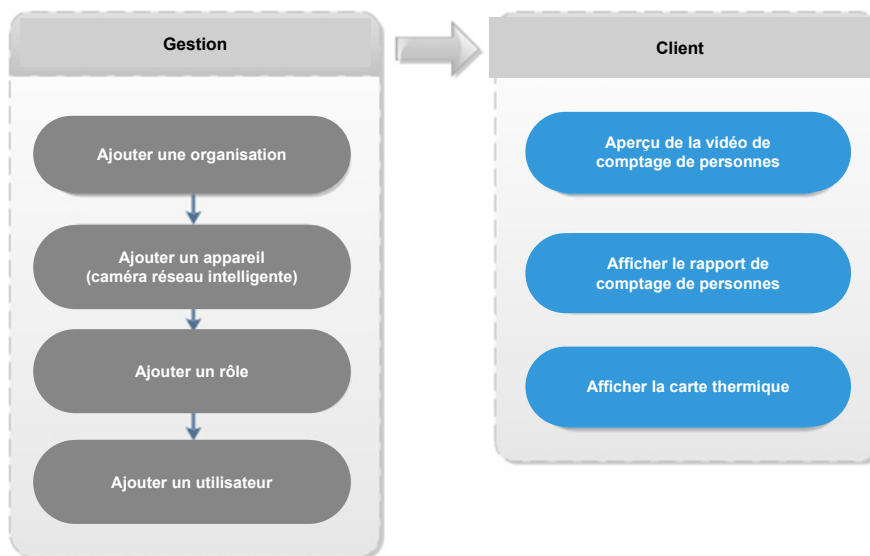 Gestion
Ajouter une organisation
Ajouter un appareil
(caméra réseau intelligente)
Ajouter un rôle
Ajouter un utilisateur
Client
Aperçu de la vidéo de
comptage de personnes
Afficher le rapport de
comptage de personnes
Afficher la carte thermique